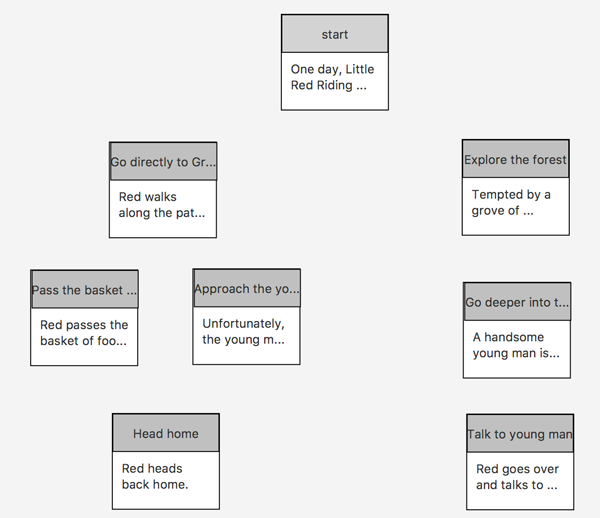 start
One day, Little
Red Riding ...
Go directly to Gr...
Red walks
along the pat...
Explore the forest
Tempted by a
grove of ...
Pass the basket ...
Red passes the
basket of foo...
Approach the yo...
Unfortunately,
the young m...
Go deeper into t...
A handsome
young man is...
Head home
Red heads
back home.
Talk to young man
Red goes over
and talks to ...